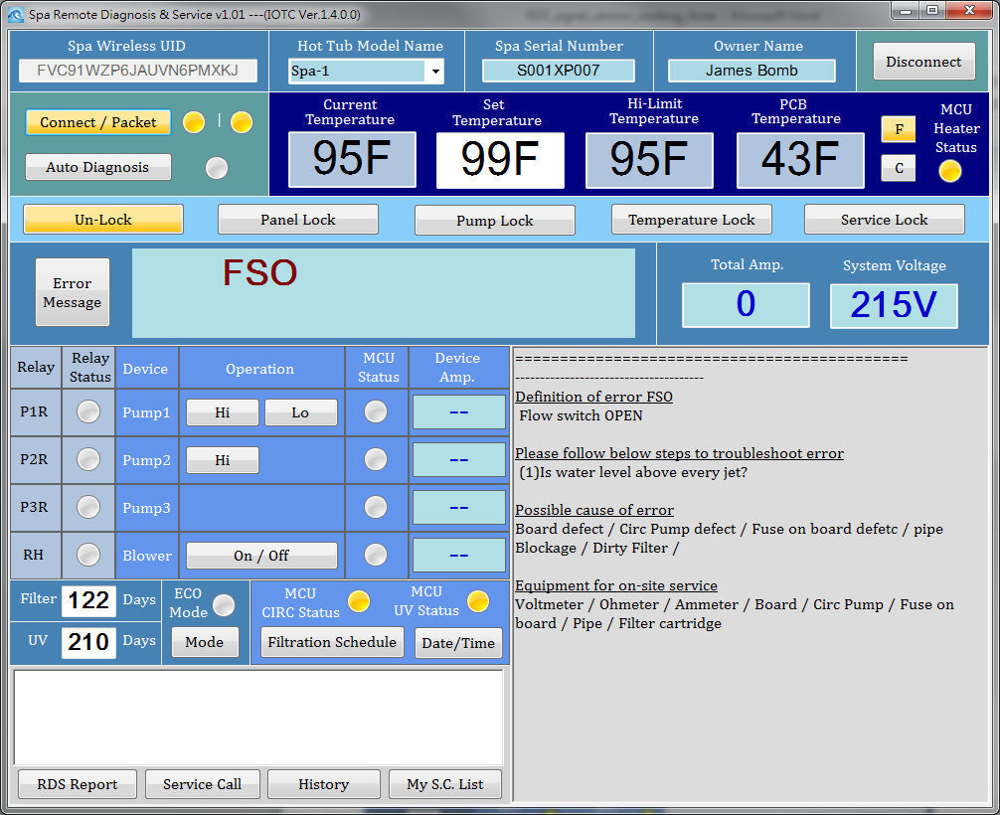 Spa Remote Diagnosis & Service v1.01 ---(IOTC Ver.1.4.0.0)
Spa Wireless UID
FVC91WZP6JAUVN6PMXKJ
Hot Tub Model Name
Spa-1
Spa Serial Number
S001XP007
Owner Name
James Bomb
Disconnect
Connect / Packet
|
Auto Diagnosis
Current
Temperature
95F
Set
Temperature
99F
Hi-Limit
Temperature
95F
PCB
Temperature
43F
F
C
MCU
Heater
Status
Un-Lock
Panel Lock
Pump Lock
Temperature Lock
Service Lock
Error
Message
FSO
Total Amp.
0
System Voltage
215V
Relay
Relay
Status
Device
Operation
MCU
Status
Device
Amp.
P1R
Pump1
Hi
Lo
--
P2R
Pump2
Hi
--
P3R
Pump3
--
RH
Blower
On / Off
--
Filter
122
Days
UV
210
Days
ECO
Mode
Mode
MCU
CIRC Status
MCU
UV Status
Filtration Schedule
Date/Time
RDS Report
Service Call
History
My S.C. List
============================================
--------------------------------------
Definition of error FSO
Flow switch OPEN
Please follow below steps to troubleshoot error
(1)Is water level above every jet?
Possible cause of error
Board defect / Circ Pump defect / Fuse on board defetc / pipe
Blockage / Dirty Filter /
Equipment for on-site service
Voltmeter / Ohmeter / Ammeter / Board / Circ Pump / Fuse on
board / Pipe / Filter cartridge